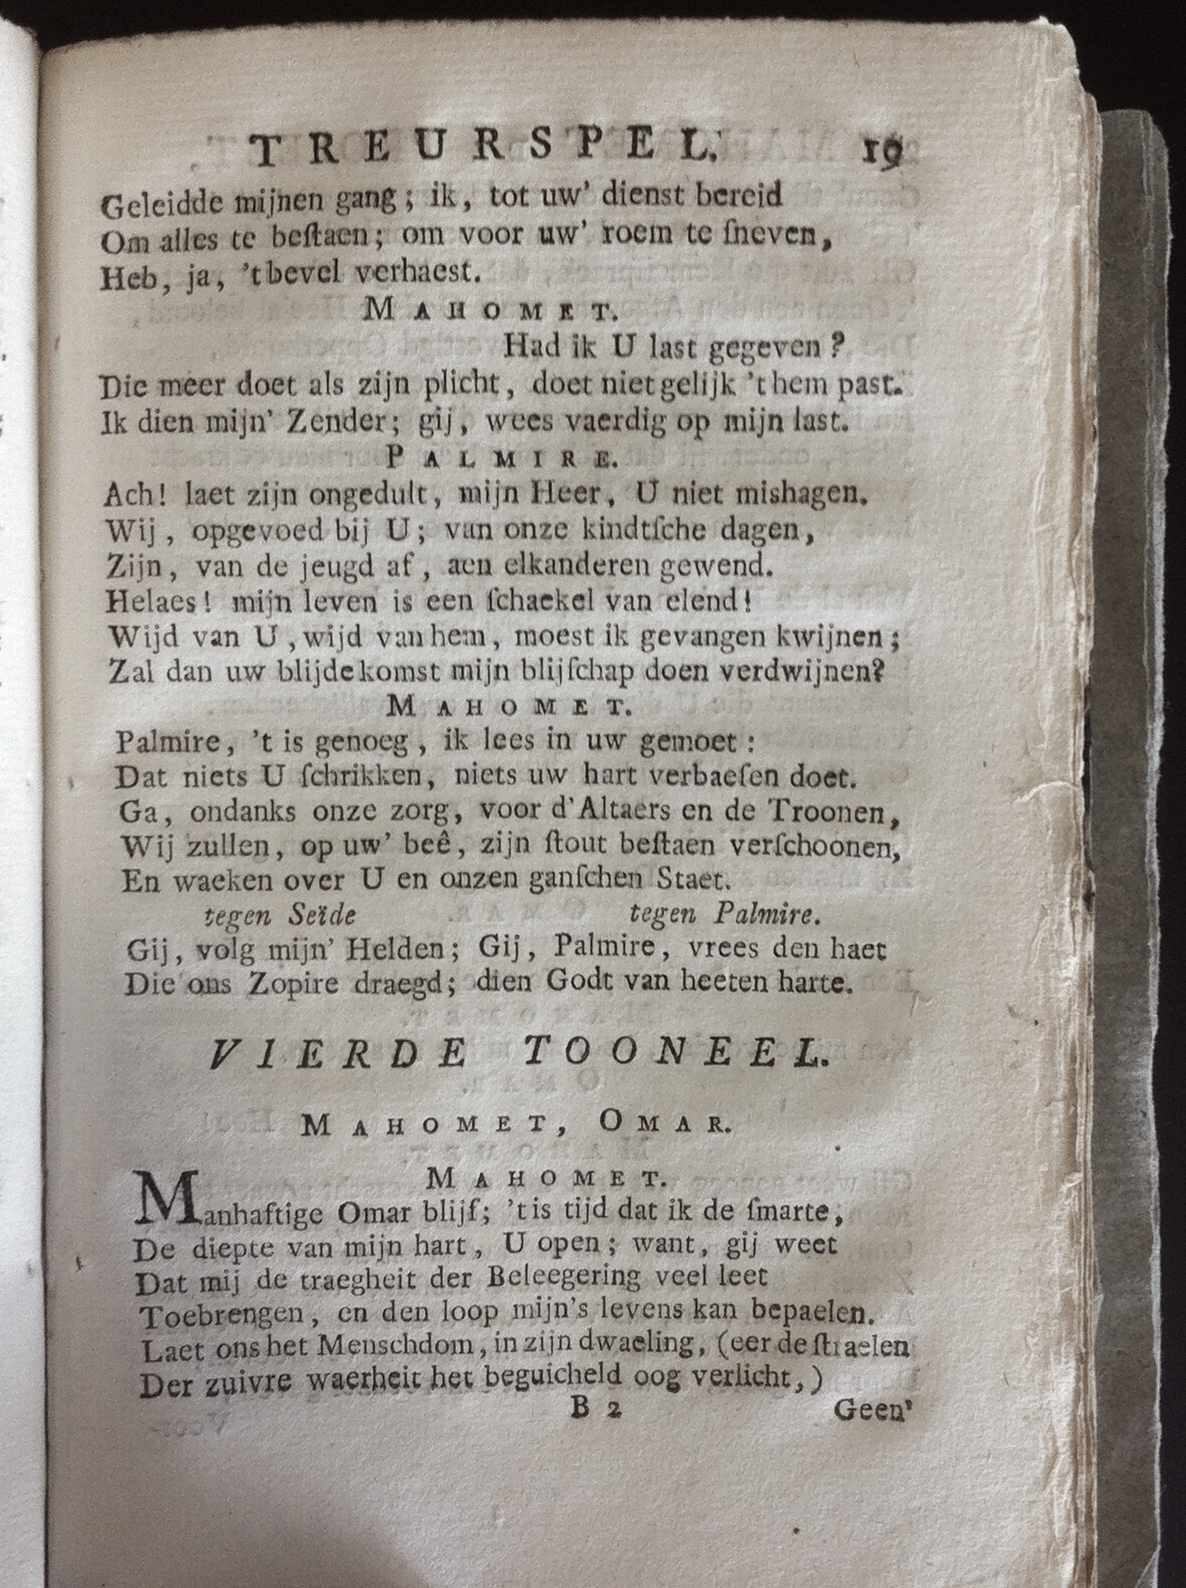 TREURSPEL. 19
Geleidde mijnen gang; ik, tot uw' dienst bereid
Om alles te beſtaen; om voor uw' roem te ſneven,
Heb, ja, 't bevel verhaest.
MAHOMET.
Had ik U last gegeven?
Die meer doet als zijn plicht, doet niet gelijk 't hem past.
Ik dien mijn' Zender; gij, wees vaerdig op mijn last.
PALMIRE.
Ach! laet zijn ongedult, mijn Heer, U niet mishagen.
Wij, opgevoed bij U; van onze kindtſche dagen,
Zijn, van de jeugd af, aen elkanderen gewend.
Helaes! mijn leven is een ſchaekel van elend!
Wijd van U, wijd van hem, moest ik gevangen kwijnen;
Zal dan uw blijde komst mijn blijſchap doen verdwijnen?
MAHOMET.
Palmire, 't is genoeg, ik lees in uw gemoet:
Dat niets U ſchrikken, niets uw hart verbaeſen doet.
Ga, ondanks onze zorg, voor d'Altaers en de Troonen,
Wij zullen, op uw' beê, zijn ſtout beſtaen verſchoonen,
En waeken over U en onzen ganſchen Staet.
tegen Seïde tegen Palmire.
Gij, volg mijn' Helden; Gij, Palmire, vrees den haet
Die ons Zopire draegd; dien Godt van heeten harte.
VIERDE TOONEEL.
MAHOMET, OMAR.
MAHOMET.
Manhaftige Omar blijf; 't is tijd dat ik de ſmarte,
De diepte van mijn hart, U open; want, gij weet
Dat mij de traegheit der Beleegering veel leet
Toebrengen, en den loop mijn's levens kan bepaelen.
Laet ons het Menschdom, in zijn dwaeling, (eer de ſtraelen
Der zuivre waerheit het beguicheld oog verlicht,)
B 2 Geen'